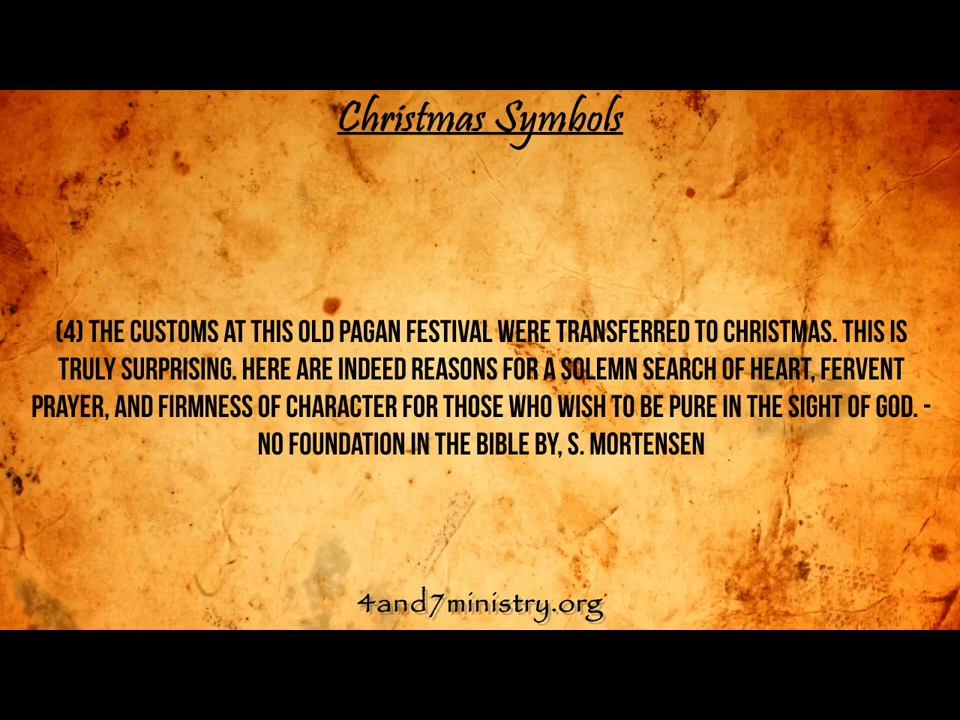 Christmas Symbols
(4) THE CUSTOMS AT THIS OLD PAGAN FESTIVAL WERE TRANSFERRED TO CHRISTMAS. THIS IS
TRULY SURPRISING. HERE ARE INDEED REASONS FOR A SOLEMN SEARCH OF HEART, FERVENT
PRAYER, AND FIRMNESS OF CHARACTER FOR THOSE WHO WISH TO BE PURE IN THE SIGHT OF GOD. -
NO FOUNDATION IN THE BIBLE BY, S. MORTENSEN
4and7ministry.org